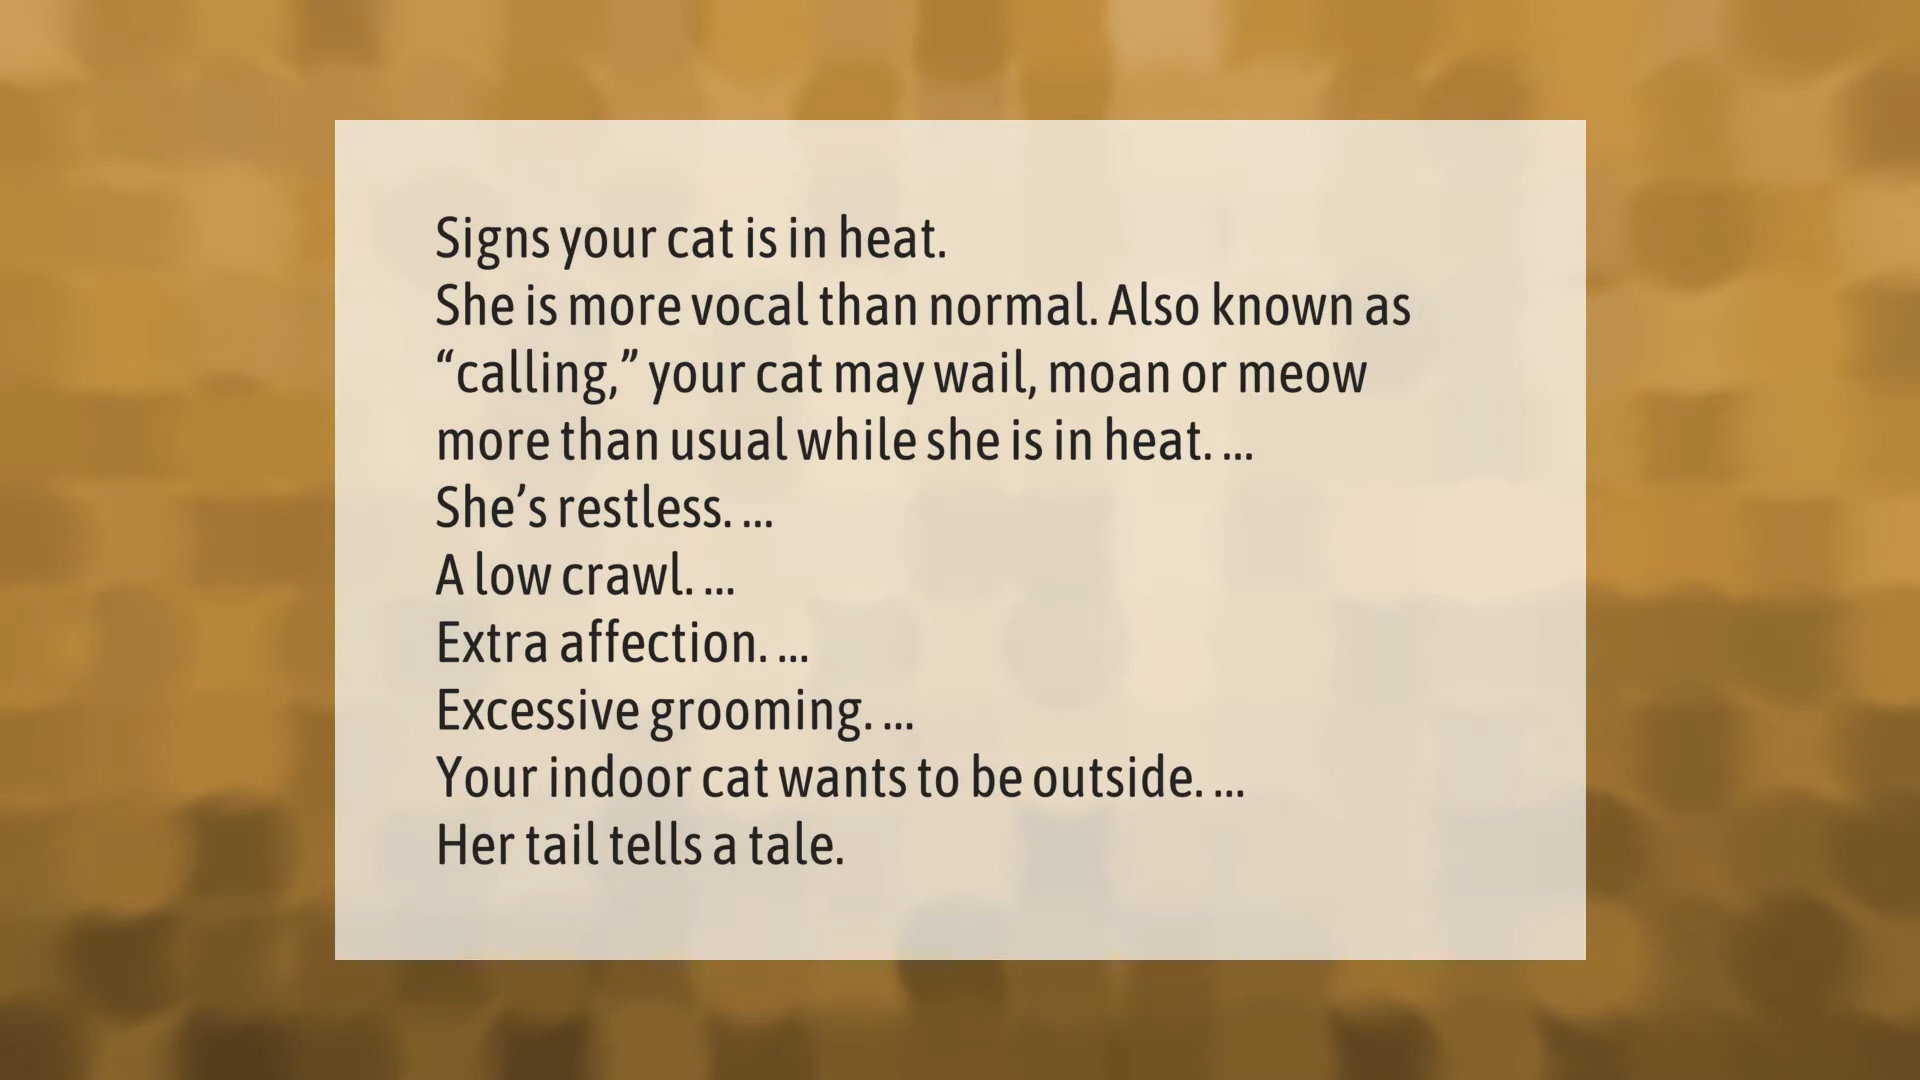 Signs your cat is in heat.
She is more vocal than normal. Also known as
“calling,” your cat may wail, moan or meow
more than usual while she is in heat. ...
She’s restless. ...
A low crawl. ...
Extra affection. ...
Excessive grooming. ...
Your indoor cat wants to be outside. ...
Her tail tells a tale.